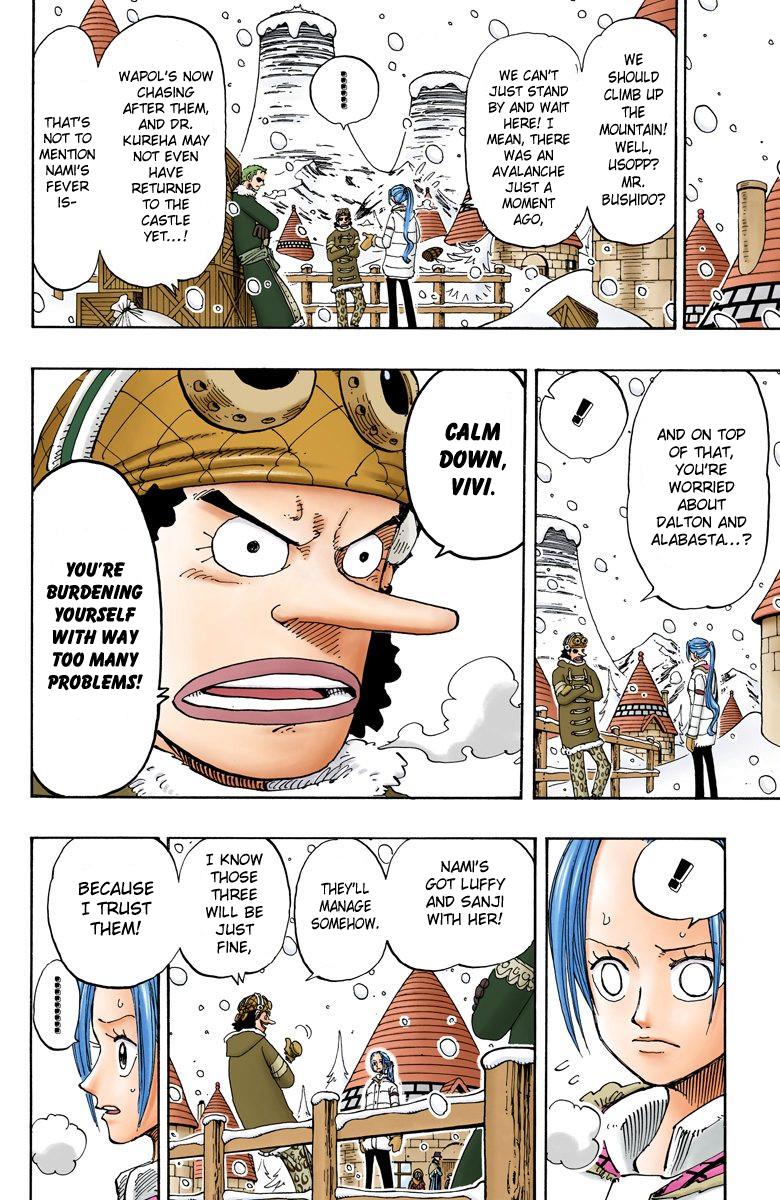 WE
SHOULD
CLIMB UP
THE
MOUNTAIN!
WELL,
USOPP?
MR.
BUSHIDO?
WE CAN'T
JUST STAND
BY AND WAIT
HERE! I
MEAN, THERE
WAS AN
AVALANCHE
JUST A
MOMENT
AGO,
WAPOL'S NOW
CHASING
AFTER THEM,
AND DR.
KUREHA MAY
NOT EVEN
HAVE
RETURNED
TO THE
CASTLE
YET...!
THAT'S
NOT TO
MENTION
NAMI'S
FEVER
IS-
......
AND ON TOP
OF THAT,
YOU'RE
WORRIED
ABOUT
DALTON AND
ALABASTA...?
!
CALM
DOWN,
VIVI.
YOU'RE
BURDENING
YOURSELF
WITH WAY
TOO MANY
PROBLEMS!
!
NAMI'S
GOT LUFFY
AND SANJI
WITH HER!
THEY'LL
MANAGE
SOMEHOW.
I KNOW
THOSE
THREE
WILL BE
JUST
FINE,
BECAUSE
I TRUST
THEM!
........